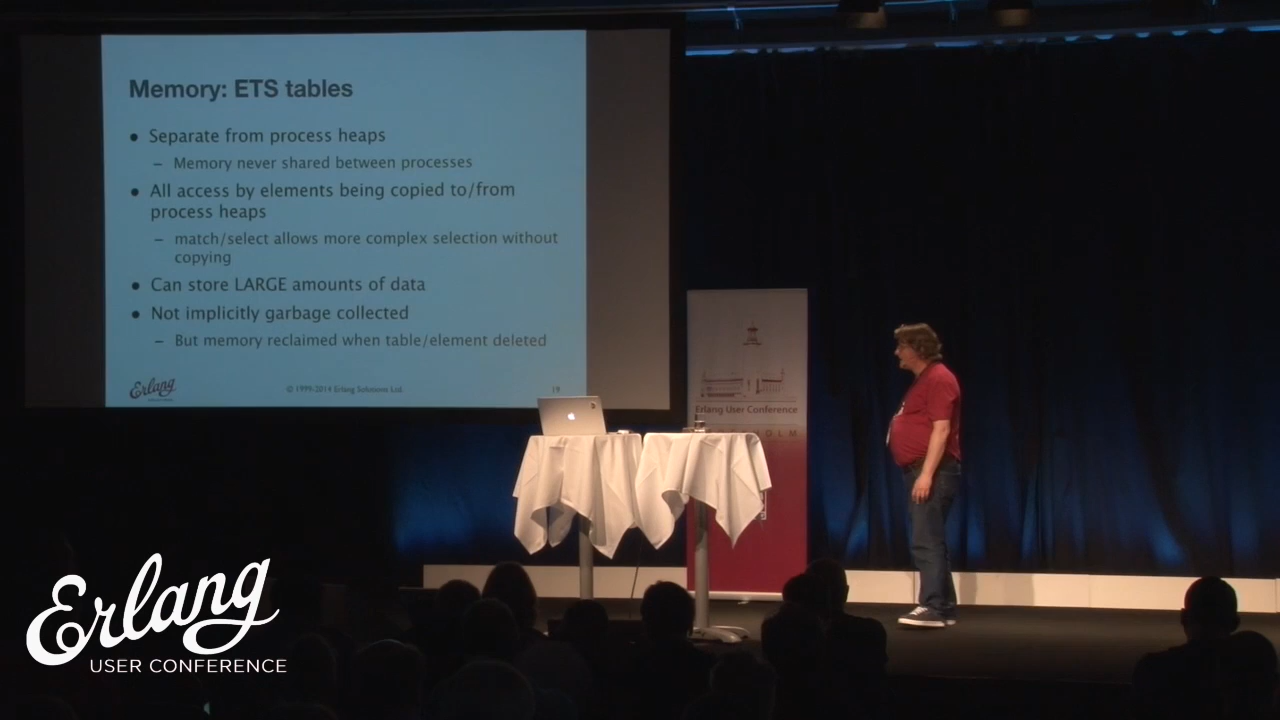 Memory: ETS tables
• Separate from process heaps
– Memory never shared between processes
• All access by elements being copied to/from
process heaps
– match/select allows more complex selection without
copying
• Can store LARGE amounts of data
• Not implicitly garbage collected
– But memory reclaimed when table/element deleted
Erlang
© 1999-2014 Erlang Solutions Ltd.
19
Erlang User Conference
OLM
Erlang
USER CONFERENCE